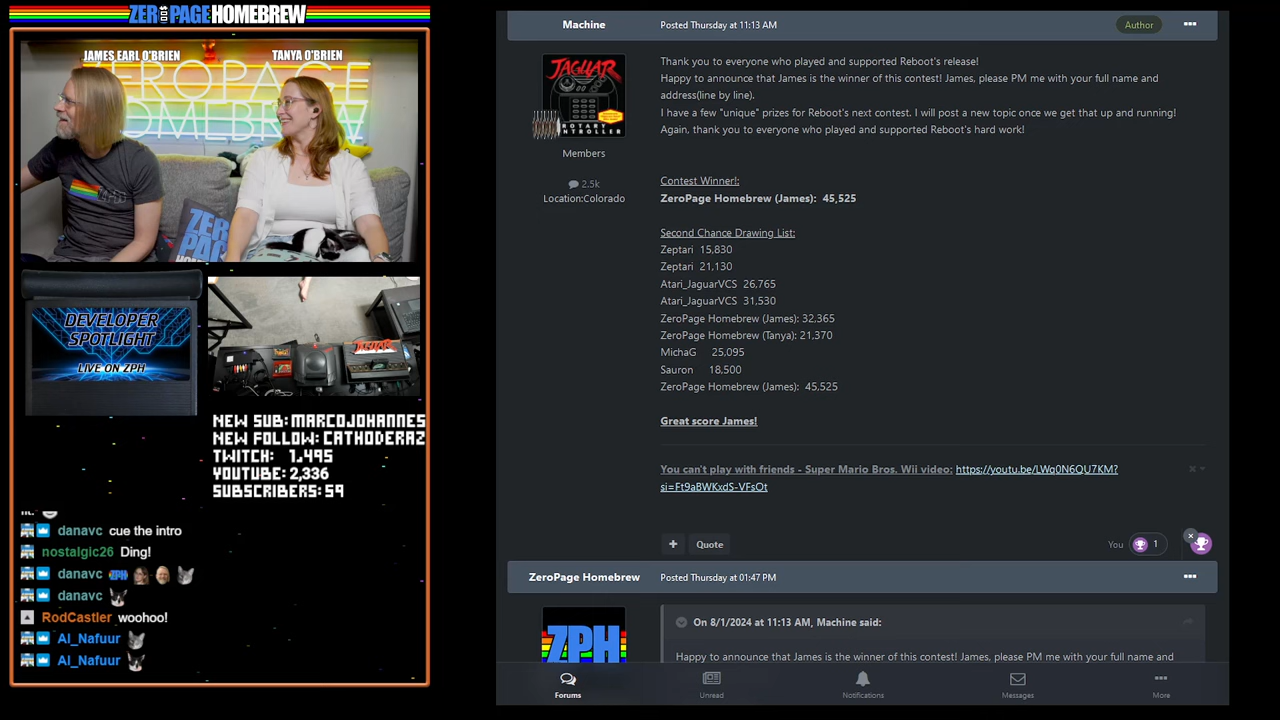 ZEROPAGE HOMEBREW
JAMES EARL O'BRIEN
TANYA O'BRIEN
ZEROPAGE
HOMEBREW
ZPH
ZERO
DEVELOPER
SPOTLIGHT
LIVE ON ZPH
JAGUAR
NEW SUB: MARCOJOHANNES
NEW FOLLOW: CATHODERAZ
TWITCH: 1,495
YOUTUBE: 2,336
SUBSCRIBERS: 59
danavc cue the intro
nostalgic26 Ding!
danavc
danavc
RodCastler woohoo!
Al_Nafuur
Al_Nafuur
Machine
Posted Thursday at 11:13 AM
Author
JAGUAR
ROTARY
CONTROLLER
Members
2.5k
Location:Colorado
Thank you to everyone who played and supported Reboot's release!
Happy to announce that James is the winner of this contest! James, please PM me with your full name and
address(line by line).
I have a few "unique" prizes for Reboot's next contest. I will post a new topic once we get that up and running!
Again, thank you to everyone who played and supported Reboot's hard work!
Contest Winner!:
ZeroPage Homebrew (James): 45,525
Second Chance Drawing List:
Zeptari 15,830
Zeptari 21,130
Atari_JaguarVCS 26,765
Atari_JaguarVCS 31,530
ZeroPage Homebrew (James): 32.365
ZeroPage Homebrew (Tanya): 21,370
MichaG 25,095
Sauron 18,500
ZeroPage Homebrew (James): 45,525
Great score James!
You can't play with friends - Super Mario Bros. Wii video: https://youtu.be/LWq0N6QU7KM?
si=Ft9aBWKxdS-VFsOt
Quote
You 1
ZeroPage Homebrew
Posted Thursday at 01:47 PM
ZPH
On 8/1/2024 at 11:13 AM, Machine said:
Happy to announce that James is the winner of this contest! James, please PM me with your full name and
Forums
Unread
Notifications
Messages
More